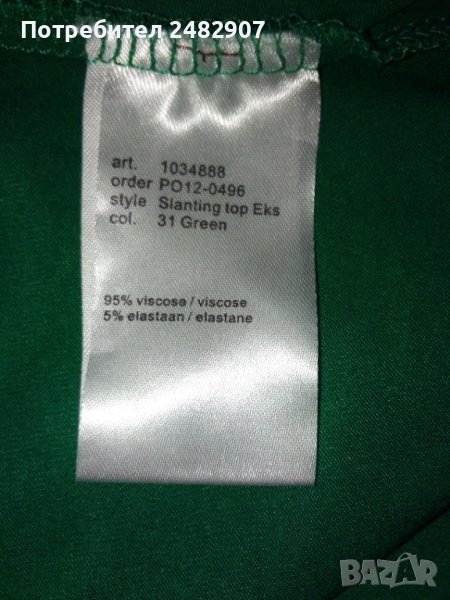 Потребител 2482907
art. 1034888
order PO12-0496
style Slanting top Eks
col. 31 Green
95% viscose / viscose
5% elastaan / elastane
BAZAR